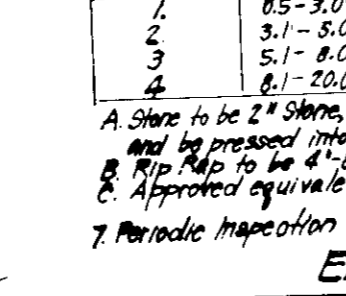 1. 0.5-3.0
2 3.1-5.0
3 5.1-8.0
4 8.1-20.0
A. Stone to be 2" Stone,
and be pressed into
B. Rip Rap to be 4"-
C. Approved equivale
7. Periodic Inspection